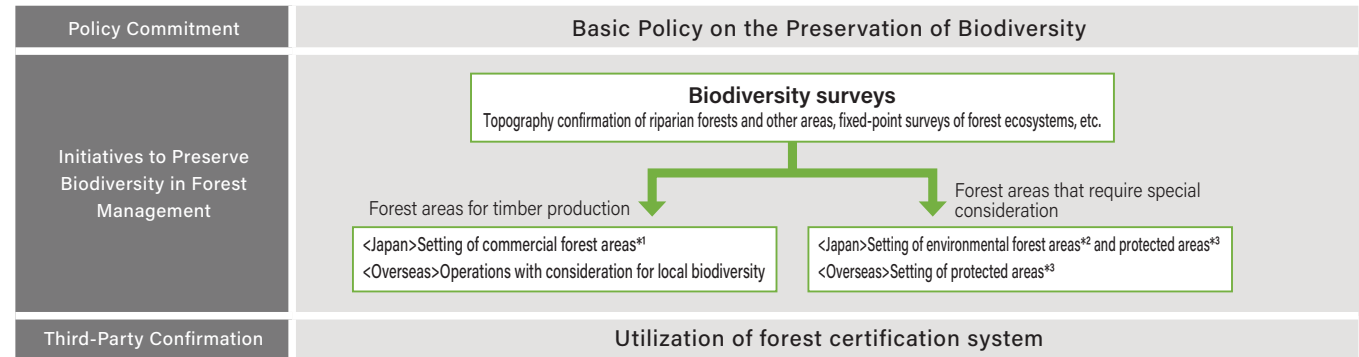 Policy Commitment
Basic Policy on the Preservation of Biodiversity
Initiatives to Preserve
Biodiversity in Forest
Management
Biodiversity surveys
Topography confirmation of riparian forests and other areas, fixed-point surveys of forest ecosystems, etc.
Forest areas for timber production
<Japan>Setting of commercial forest areas*1
<Overseas>Operations with consideration for local biodiversity
Forest areas that require special
consideration
<Japan>Setting of environmental forest areas*2 and protected areas*3
<Overseas>Setting of protected areas*3
Third-Party Confirmation
Utilization of forest certification system